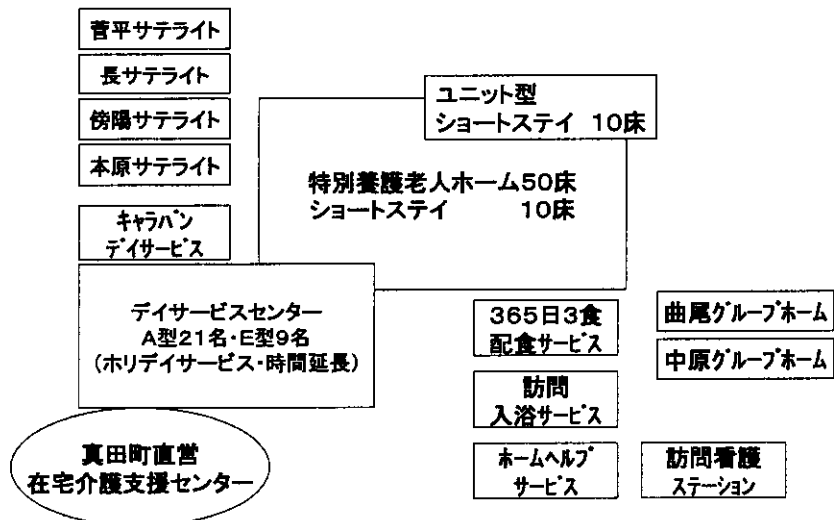 菅平サテライト
長サテライト
傍陽サテライト
本原サテライト
キャラバン
デイサービス
ユニット型
ショートステイ 10床
特別養護老人ホーム50床
ショートステイ 10床
デイサービスセンター
A型21名・E型9名
(ホリデイサービス・時間延長)
真田町直営
在宅介護支援センター
365日3食
配食サービス
訪問
入浴サービス
ホームヘルプ
サービス
訪問看護
ステーション
曲尾グループホーム
中原グループホーム